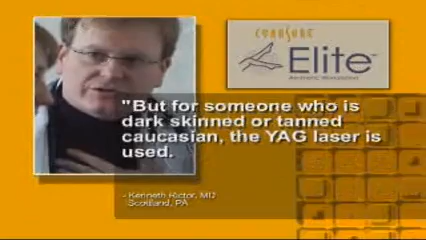 CYNOSURE
Elite™
"But for someone who is
dark skinned or tanned
caucasian, the YAG laser is
used.
- Kenneth Rictor, MD
Scotland, PA